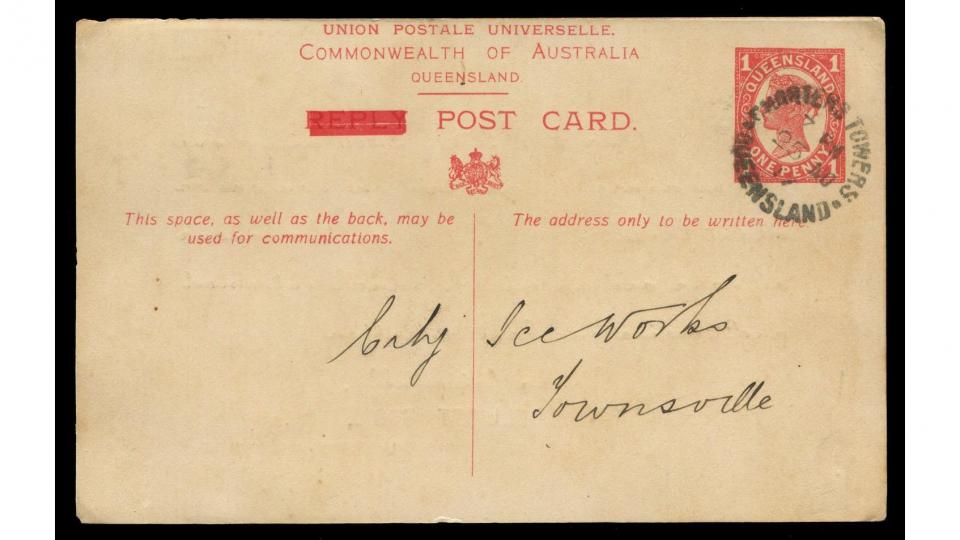 UNION POSTALE UNIVERSELLE.
COMMONWEALTH OF AUSTRALIA
QUEENSLAND.
REPLY POST CARD.
1 QUEENSLAND 1
ONE PENNY
CHARTERS TOWERS
QUEENSLAND
This space, as well as the back, may be
used for communications.
The address only to be written here.
City Ice Works
Townsville